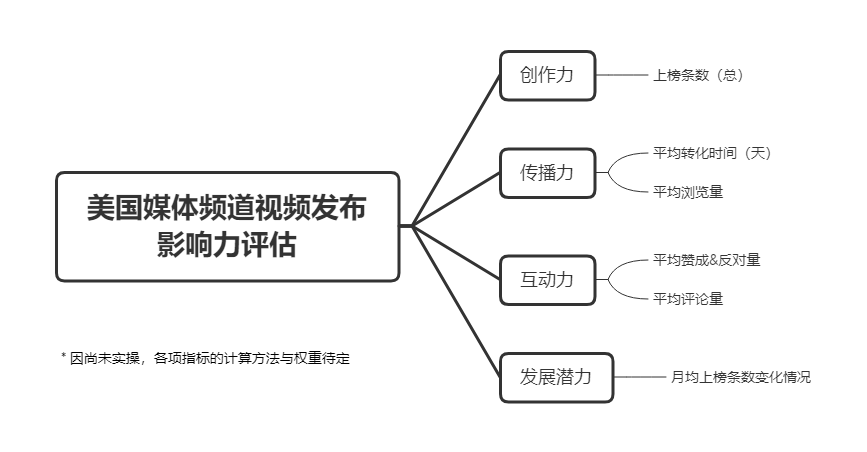 美国媒体频道视频发布
影响力评估
创作力
上榜条数（总）
传播力
平均转化时间（天）
平均浏览量
互动力
平均赞成&反对量
平均评论量
发展潜力
月均上榜条数变化情况
* 因尚未实操，各项指标的计算方法与权重待定